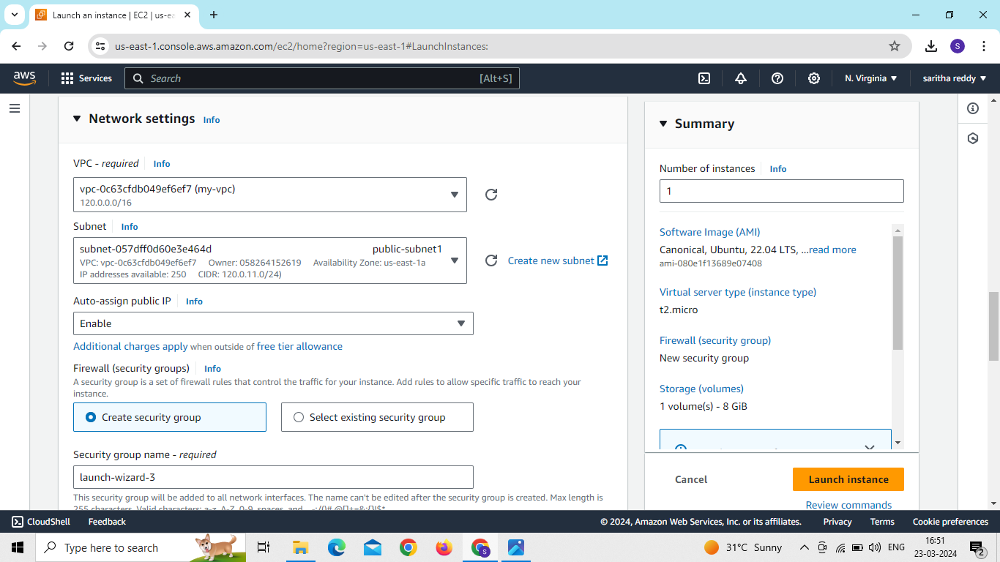 Launch an instance | EC2 | us-ea
us-east-1.console.aws.amazon.com/ec2/home?region=us-east-1#LaunchInstances:
S
aws
Services
Search
[Alt+S]
N. Virginia
saritha reddy
Network settings Info
VPC - required Info
vpc-0c63cfdb049ef6ef7 (my-vpc)
120.0.0.0/16
Subnet Info
subnet-057dff0d60e3e464d public-subnet1
VPC: vpc-0c63cfdb049ef6ef7 Owner: 058264152619 Availability Zone: us-east-1a
IP addresses available: 250 CIDR: 120.0.11.0/24)
Create new subnet
Auto-assign public IP Info
Enable
Additional charges apply when outside of free tier allowance
Firewall (security groups) Info
A security group is a set of firewall rules that control the traffic for your instance. Add rules to allow specific traffic to reach your
instance.
Create security group
Select existing security group
Security group name - required
launch-wizard-3
This security group will be added to all network interfaces. The name can't be edited after the security group is created. Max length is
255 characters. Valid characters: a-z, A-Z, 0-9, spaces, and
Summary
Number of instances Info
1
Software Image (AMI)
Canonical, Ubuntu, 22.04 LTS, ...read more
ami-080e1f13689e07408
Virtual server type (instance type)
t2.micro
Firewall (security group)
New security group
Storage (volumes)
1 volume(s) - 8 GiB
Cancel
Launch instance
Review commands
CloudShell
Feedback
© 2024, Amazon Web Services, Inc. or its affiliates.
Privacy
Terms
Cookie preferences
Type here to search
S
31°C Sunny
ENG
16:51
23-03-2024
2